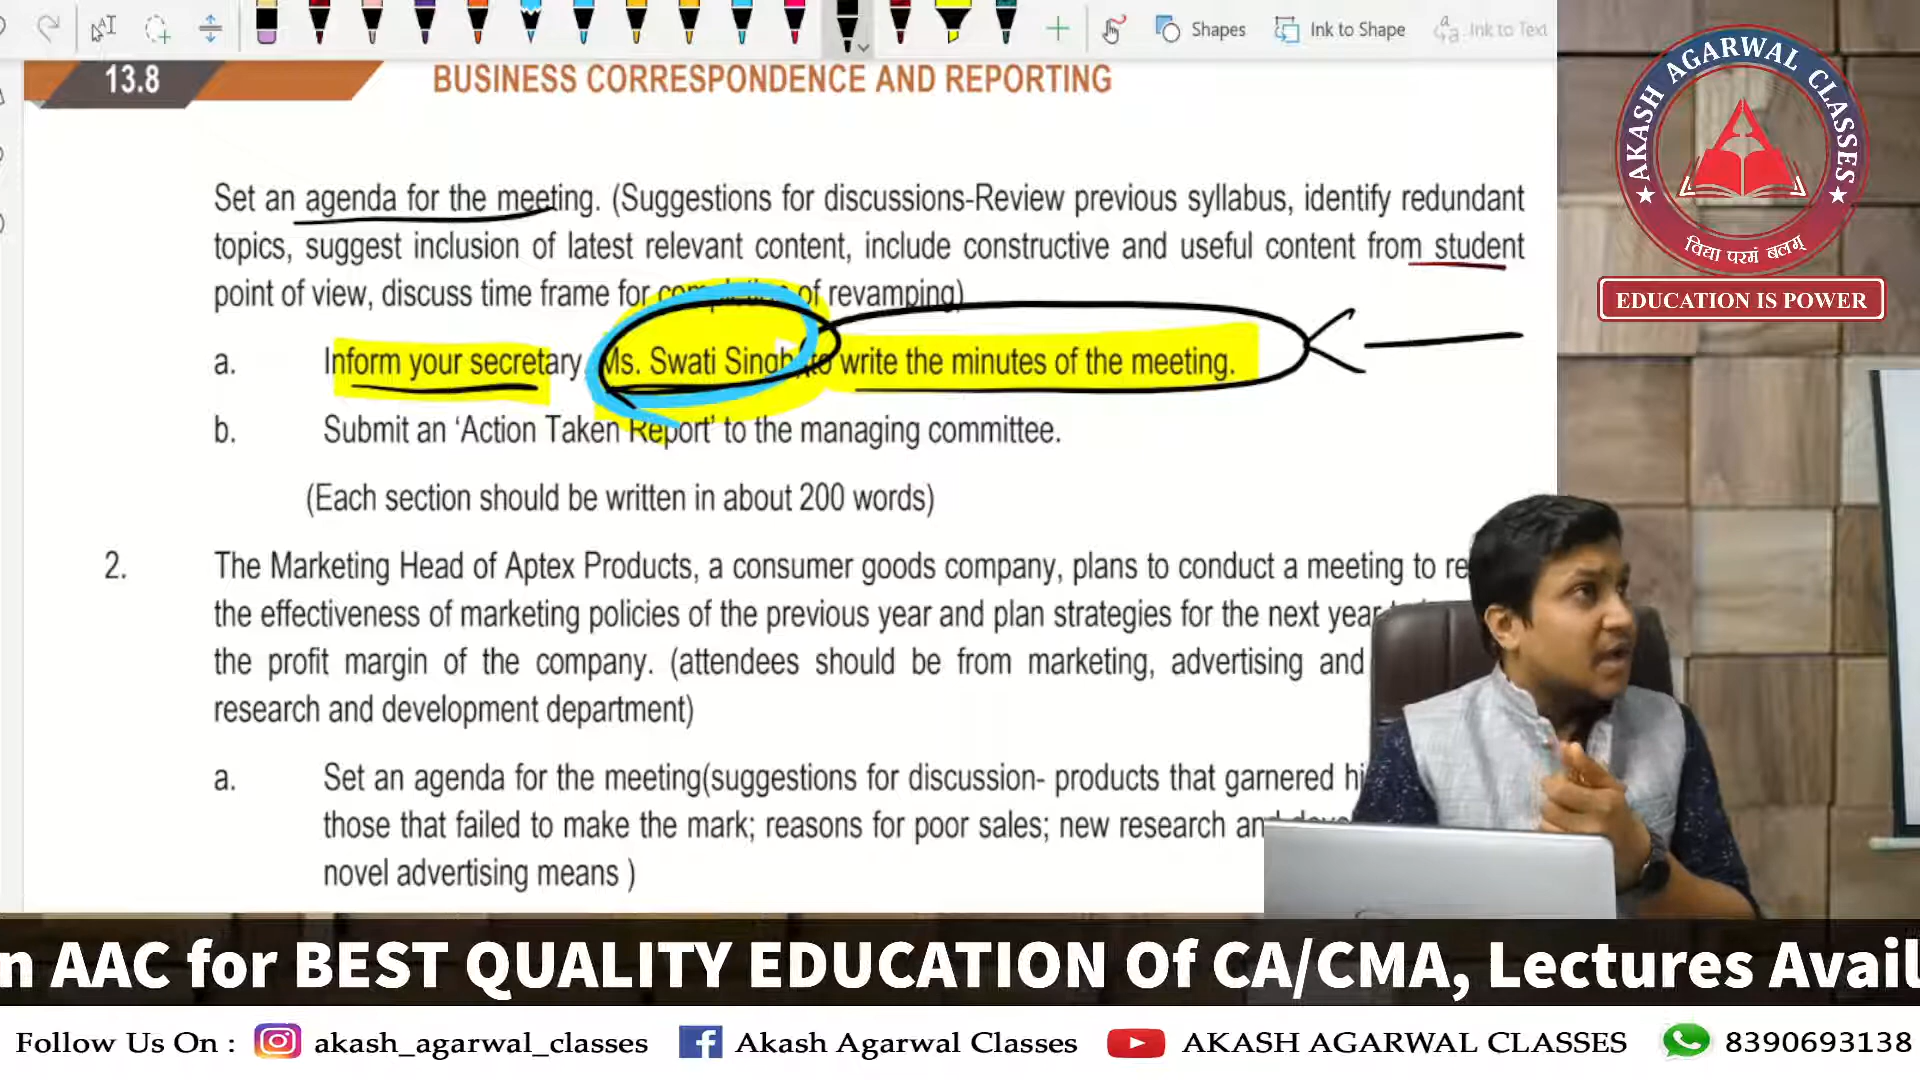 Shapes
Ink to Shape
Ink to Text
13.8
BUSINESS CORRESPONDENCE AND REPORTING
Set an agenda for the meeting. (Suggestions for discussions-Review previous syllabus, identify redundant
topics, suggest inclusion of latest relevant content, include constructive and useful content from student
point of view, discuss time frame for completion of revamping)
a. Inform your secretary, Ms. Swati Singh, to write the minutes of the meeting.
b. Submit an ‘Action Taken Report’ to the managing committee.
(Each section should be written in about 200 words)
2. The Marketing Head of Aptex Products, a consumer goods company, plans to conduct a meeting to
the effectiveness of marketing policies of the previous year and plan strategies for the next year
the profit margin of the company. (attendees should be from marketing, advertising and
research and development department)
a. Set an agenda for the meeting(suggestions for discussion- products that garnered
those that failed to make the mark; reasons for poor sales; new research and
novel advertising means )
AKASH AGARWAL CLASSES
विद्या परमं बलम्
EDUCATION IS POWER
n AAC for BEST QUALITY EDUCATION Of CA/CMA, Lectures Avail
Follow Us On : akash_agarwal_classes Akash Agarwal Classes AKASH AGARWAL CLASSES 8390693138